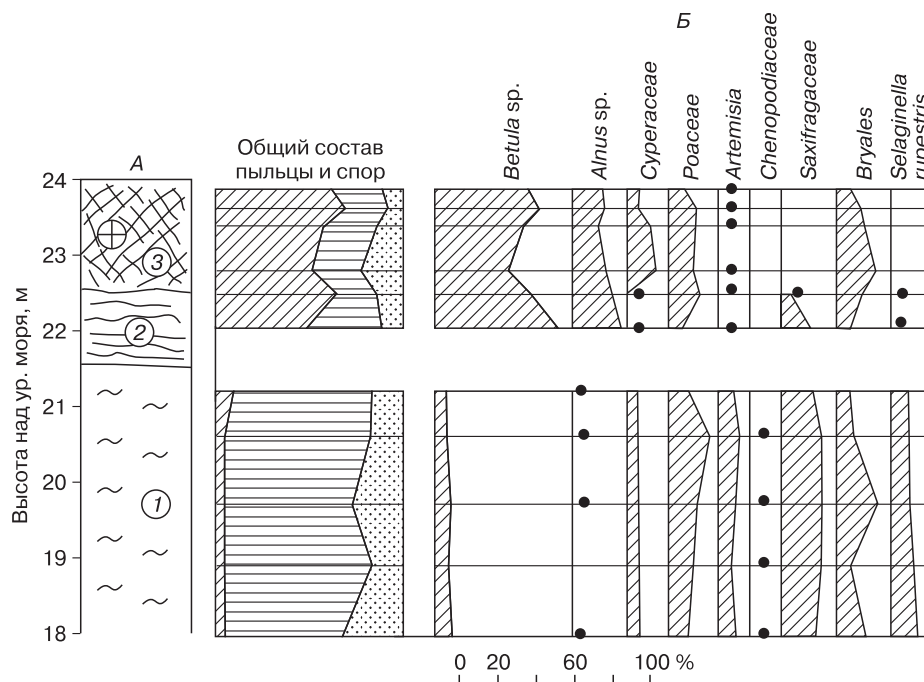 Б
А
Общий состав
пыльцы и спор
Betula sp.
Alnus sp.
Cyperaceae
Poaceae
Artemisia
Chenopodiaceae
Saxifragaceae
Bryales
Selaginella
rupestris
Высота над ур. моря, м
24
23
22
21
20
19
18
3
2
1
0 20 60 100 %